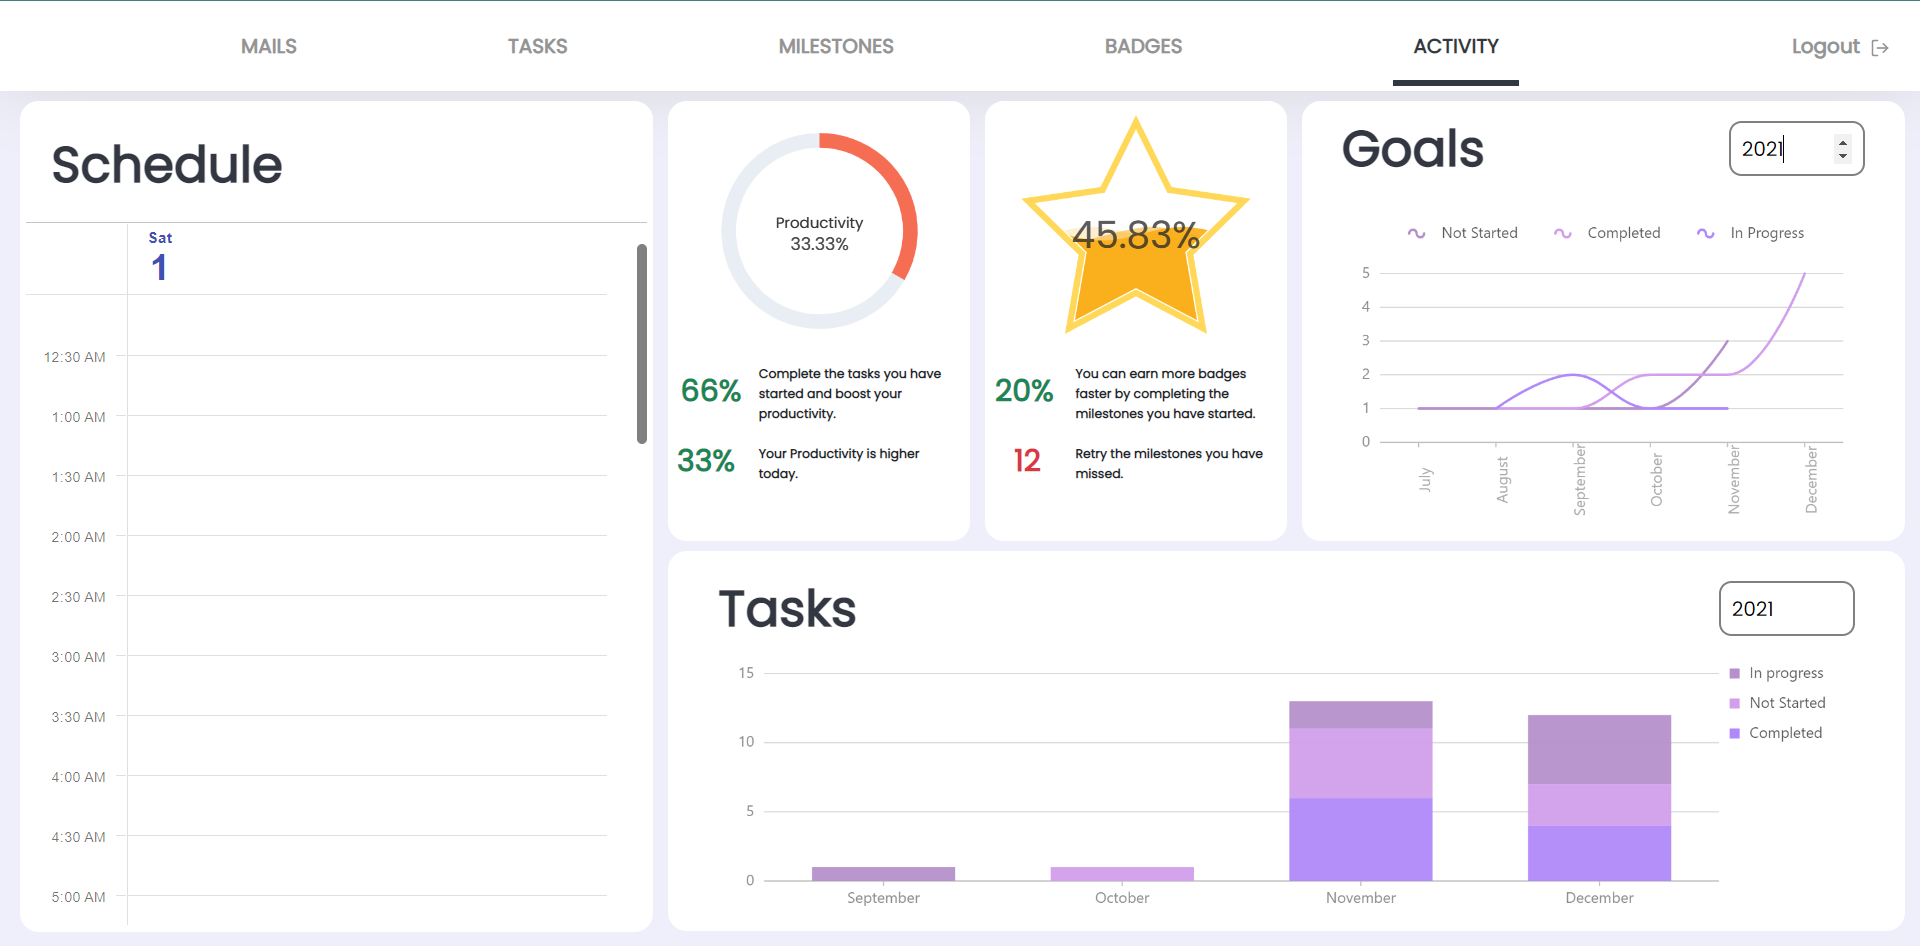 MAILS
TASKS
MILESTONES
BADGES
ACTIVITY
Logout
Schedule
Sat
1
12:30 AM
1:00 AM
1:30 AM
2:00 AM
2:30 AM
3:00 AM
3:30 AM
4:00 AM
4:30 AM
5:00 AM
Productivity
33.33%
66%
Complete the tasks you have
started and boost your
productivity.
33%
Your Productivity is higher
today.
45.83%
20%
You can earn more badges
faster by completing the
milestones you have started.
12
Retry the milestones you have
missed.
Goals
2021
Not Started
Completed
In Progress
5
4
3
2
1
0
July
August
September
October
November
December
Tasks
2021
15
10
5
0
September
October
November
December
In progress
Not Started
Completed